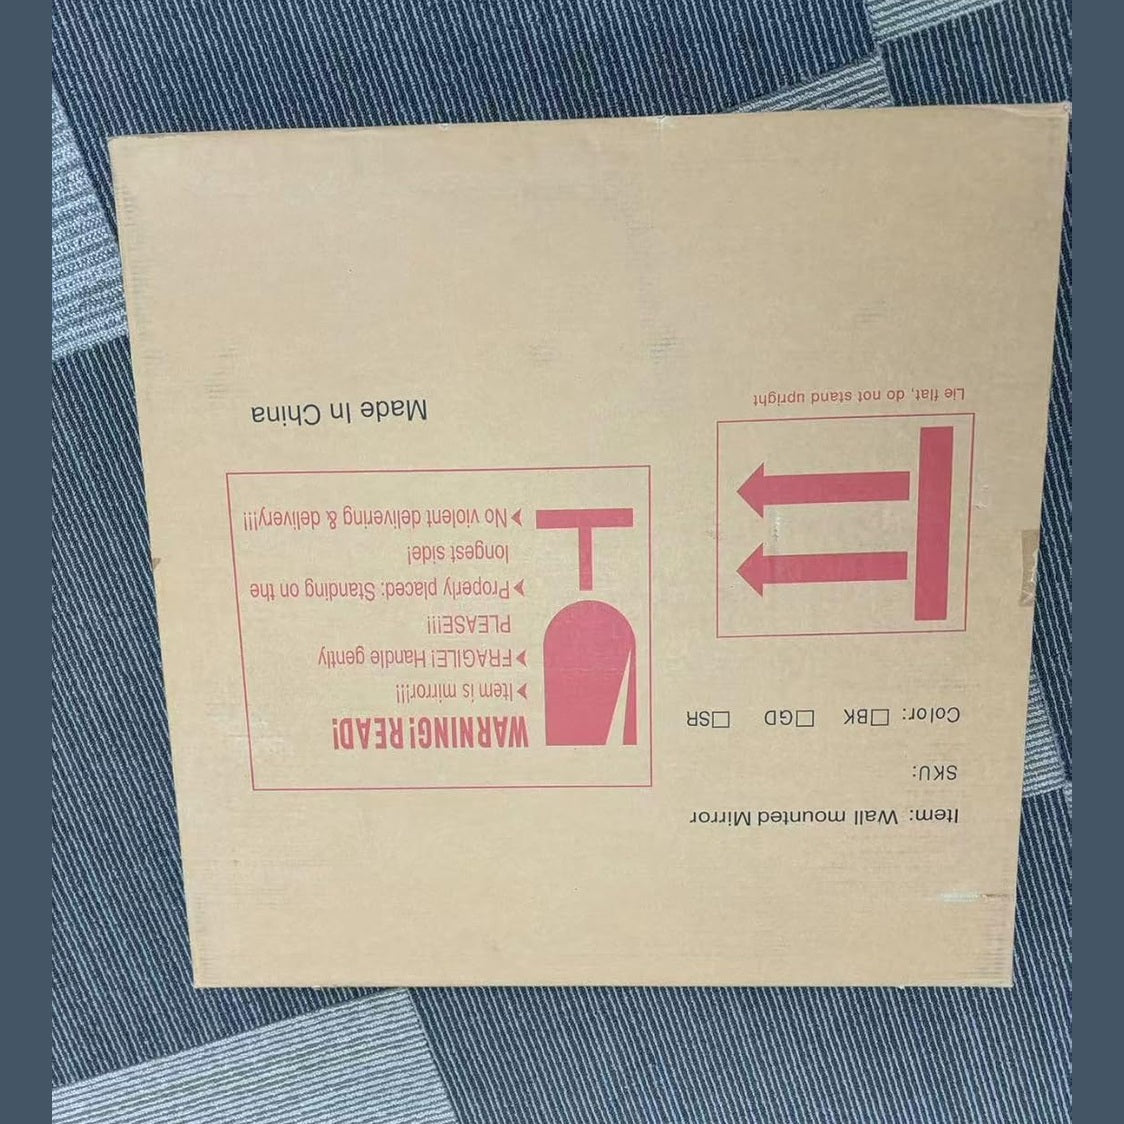 Item: Wall mounted Mirror
SKU:
Color: □BK □GD □SR
Lie flat, do not stand upright
WARNING! READ!
➤Item is mirror!!!
➤FRAGILE! Handle gently
PLEASE!!!
➤Properly placed: Standing on the
longest side!
➤No violent delivering & delivery!!!
Made In China